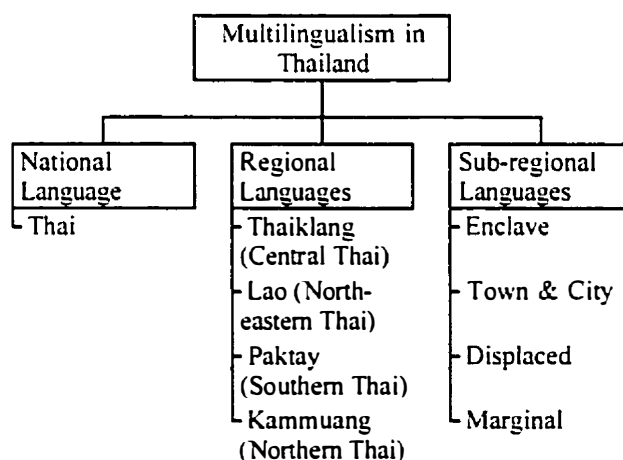 Multilingualism in
Thailand
National
Language
Thai
Regional
Languages
Thaiklang
(Central Thai)
Lao (North-
eastern Thai)
Paktay
(Southern Thai)
Kammuang
(Northern Thai)
Sub-regional
Languages
Enclave
Town & City
Displaced
Marginal